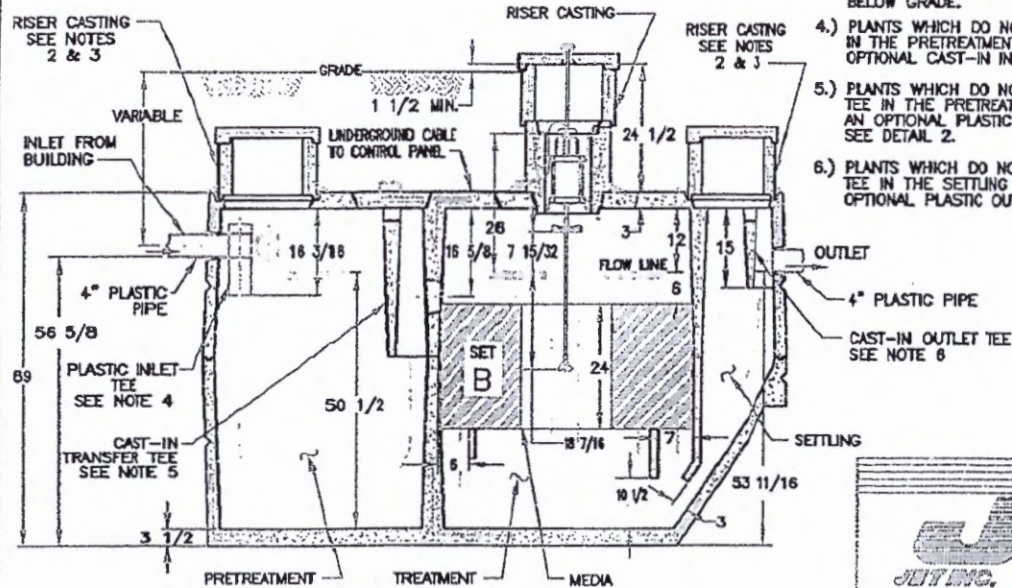 RISER CASTING
SEE NOTES
2 & 3
RISER CASTING
RISER CASTING
SEE NOTES
2 & 3
GRADE
1 1/2 MIN.
VARIABLE
24 1/2
INLET FROM
BUILDING
UNDERGROUND CABLE
TO CONTROL PANEL
26
16 3/16
16 5/8
7 15/32
3
12
15
FLOW LINE
6
OUTLET
4" PLASTIC
PIPE
4" PLASTIC PIPE
56 5/8
69
PLASTIC INLET
TEE
SEE NOTE 4
SET
B
24
CAST-IN OUTLET TEE
SEE NOTE 6
50 1/2
CAST-IN
TRANSFER TEE
SEE NOTE 5
18 7/16
7
6
SETTLING
10 1/2
53 11/16
3
3 1/2
PRETREATMENT
TREATMENT
MEDIA
BELOW GRADE.
4.) PLANTS WHICH DO NO
IN THE PRETREATMENT
OPTIONAL CAST-IN IN
5.) PLANTS WHICH DO NO
TEE IN THE PRETREAT
AN OPTIONAL PLASTIC
SEE DETAIL 2.
6.) PLANTS WHICH DO NO
TEE IN THE SETTLING
OPTIONAL PLASTIC OU
J
JET INC.